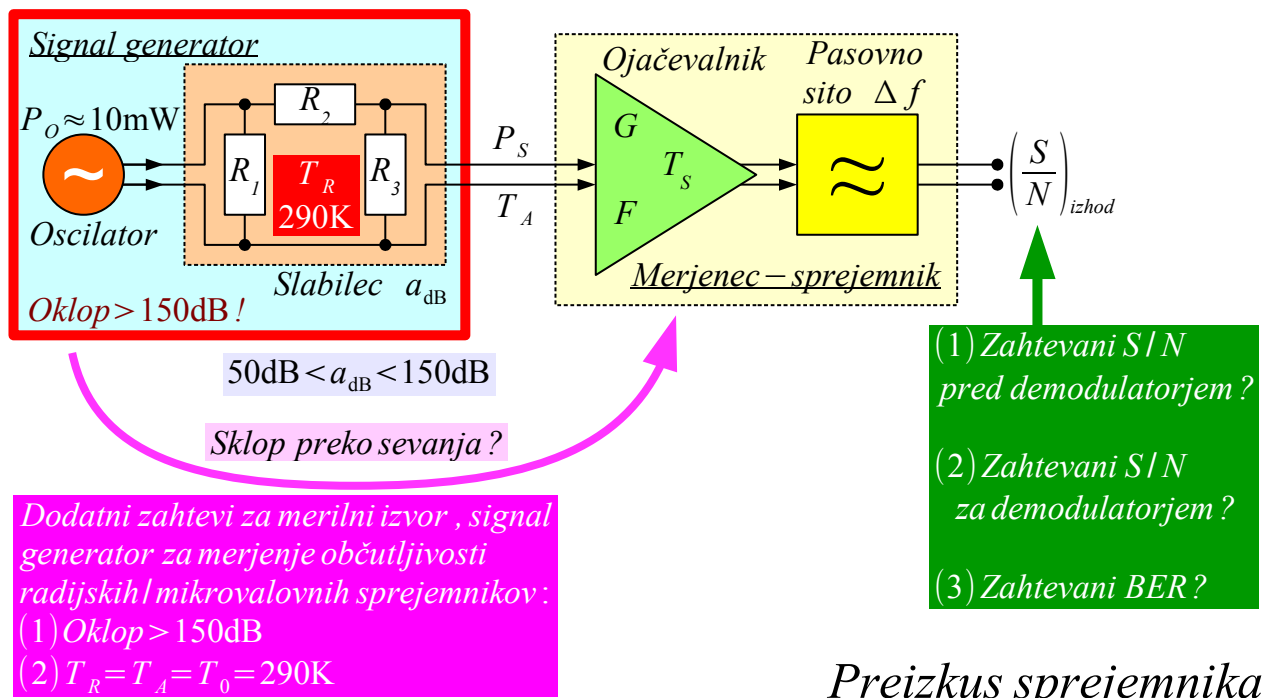 Signal generator
P_O≈10mW
R_2
R_1
T_R
290K
R_3
Oscilator
Slabilec a_dB
Oklop>150dB!
P_S
T_A
Ojačevalnik
Pasovno
sito Δf
G
T_S
F
Merjenec−sprejemnik
(S/N)_izhod
50dB<a_dB<150dB
Sklop preko sevanja?
(1) Zahtevani S/N
pred demodulatorjem?
(2) Zahtevani S/N
za demodulatorjem?
(3) Zahtevani BER?
Dodatni zahtevi za merilni izvor, signal
generator za merjenje občutljivosti
radijskih/mikrovalovnih sprejemnikov:
(1) Oklop>150dB
(2) T_R=T_A=T_0=290K
Preizkus sprejemnika